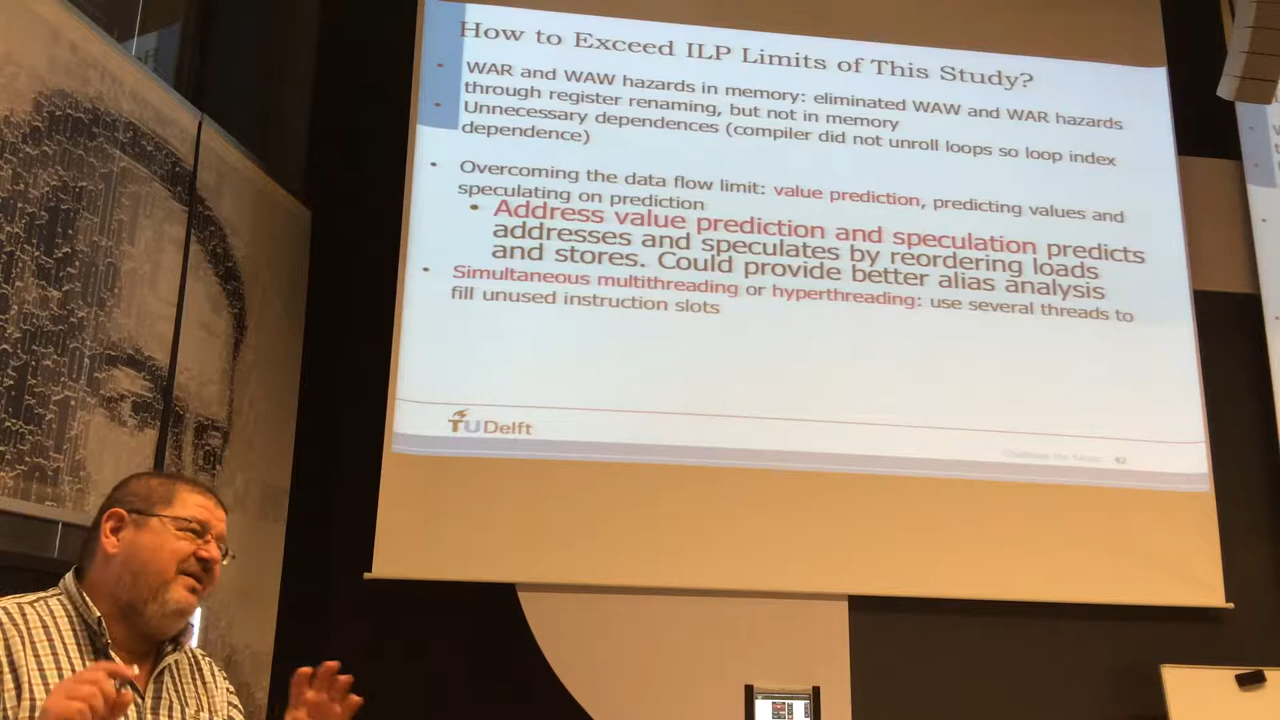 How to Exceed ILP Limits of This Study?
• WAR and WAW hazards in memory: eliminated WAW and WAR hazards
through register renaming, but not in memory
• Unnecessary dependences (compiler did not unroll loops so loop index
dependence)
• Overcoming the data flow limit: value prediction, predicting values and
speculating on prediction
• Address value prediction and speculation predicts
addresses and speculates by reordering loads
and stores. Could provide better alias analysis
• Simultaneous multithreading or hyperthreading: use several threads to
fill unused instruction slots
TU Delft
Challenge the future 42